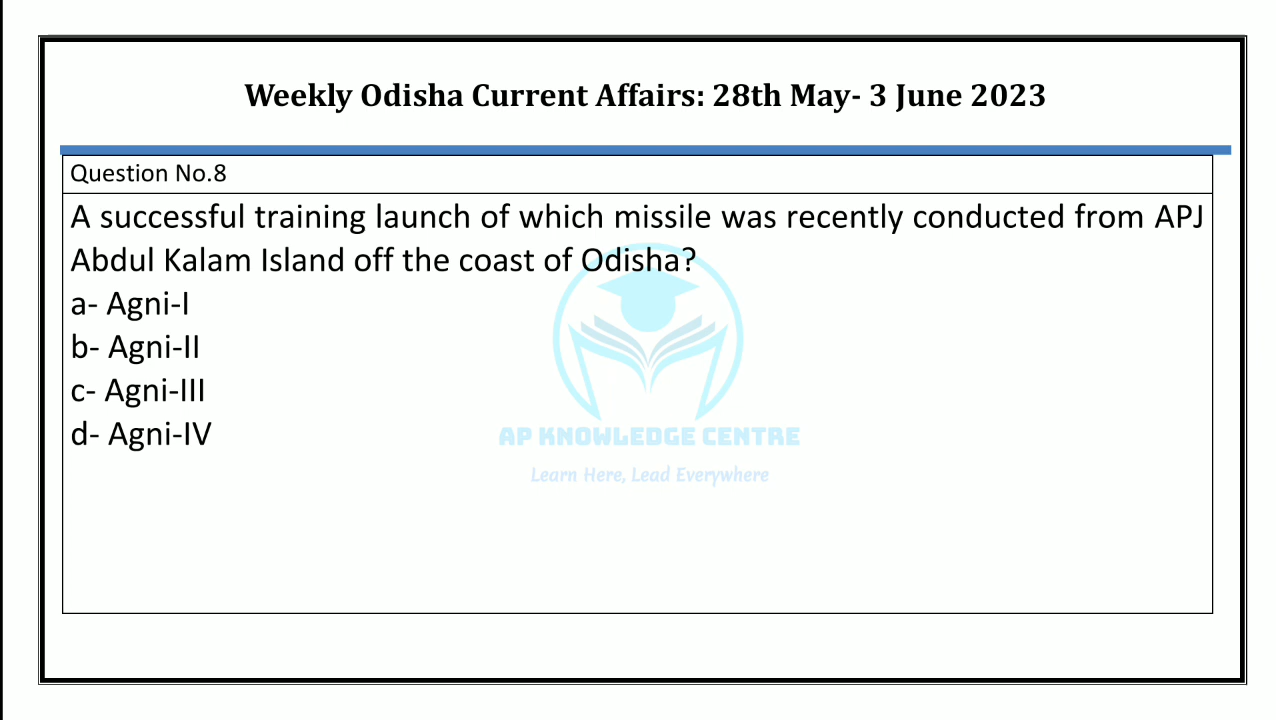 Weekly Odisha Current Affairs: 28th May- 3 June 2023
Question No.8
A successful training launch of which missile was recently conducted from APJ
Abdul Kalam Island off the coast of Odisha?
a- Agni-I
b- Agni-II
c- Agni-III
d- Agni-IV
AP KNOWLEDGE CENTRE
Learn Here, Lead Everywhere